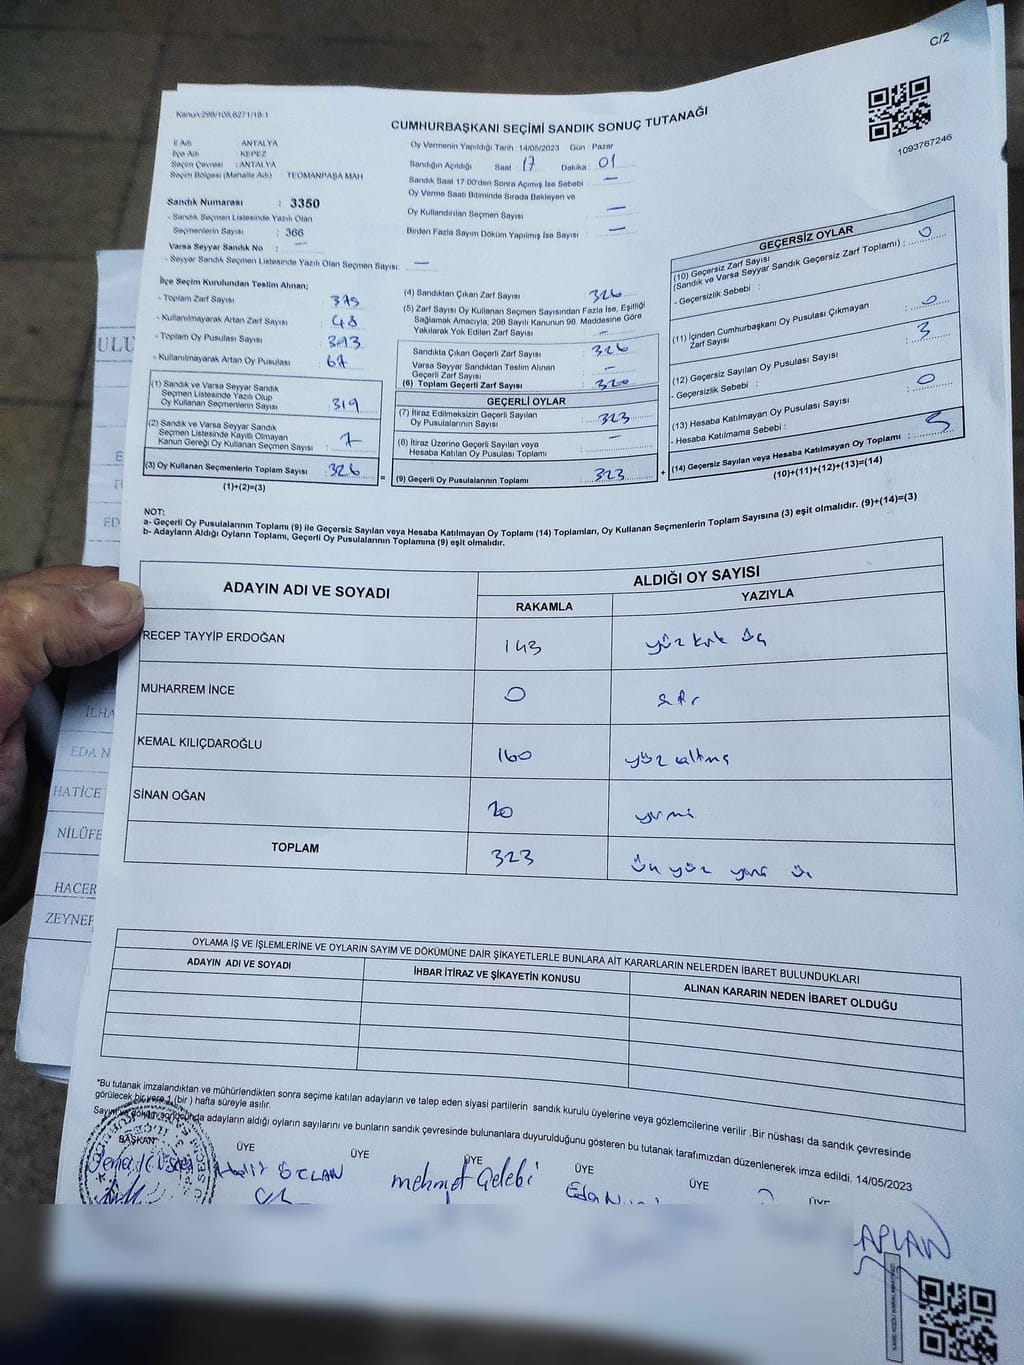 C/2
Kanun:298/105,6271/18-1
1093767246
CUMHURBAŞKANI SEÇİMİ SANDIK SONUÇ TUTANAĞI
İl Adı : ANTALYA
İlçe Adı : KEPEZ
Seçim Çevresi : ANTALYA
Seçim Bölgesi (Mahalle Adı) : TEOMANPAŞA MAH
Sandık Numarası : 3350
- Sandık Seçmen Listesinde Yazılı Olan
Seçmenlerin Sayısı : 366
Varsa Seyyar Sandık No : —
- Seyyar Sandık Seçmen Listesinde Yazılı Olan Seçmen Sayısı: —
Oy Vermenin Yapıldığı Tarih : 14/05/2023 Gün : Pazar
Sandığın Açıldığı Saat 17 Dakika 01
Sandık Saat 17:00'den Sonra Açılmış İse Sebebi —
Oy Verme Saati Bitiminde Sırada Bekleyen ve
Oy Kullandırılan Seçmen Sayısı —
Birden Fazla Sayım Döküm Yapılmış İse Sayısı —
İlçe Seçim Kurulundan Teslim Alınan;
- Toplam Zarf Sayısı
- Kullanılmayarak Artan Zarf Sayısı : 48
- Toplam Oy Pusulası Sayısı : 393
- Kullanılmayarak Artan Oy Pusulası : 67
(1) Sandık ve Varsa Seyyar Sandık
Seçmen Listesinde Yazılı Olup
Oy Kullanan Seçmenlerin Sayısı : 319
(2) Sandık ve Varsa Seyyar Sandık
Seçmen Listesinde Kayıtlı Olmayan
Kanun Gereği Oy Kullanan Seçmen Sayısı : 7
(3) Oy Kullanan Seçmenlerin Toplam Sayısı : 326
(1)+(2)=(3)
(4) Sandıktan Çıkan Zarf Sayısı 326
(5) Zarf Sayısı Oy Kullanan Seçmen Sayısından Fazla İse, Eşitliği
Sağlamak Amacıyla; 298 Sayılı Kanunun 98. Maddesine Göre
Yakılarak Yok Edilen Zarf Sayısı : —
Sandıkta Çıkan Geçerli Zarf Sayısı : 326
Varsa Seyyar Sandıktan Teslim Alınan
Geçerli Zarf Sayısı : —
(6) Toplam Geçerli Zarf Sayısı : 326
GEÇERLİ OYLAR
(7) İtiraz Edilmeksizin Geçerli Sayılan
Oy Pusulalarının Sayısı : 323
(8) İtiraz Üzerine Geçerli Sayılan veya
Hesaba Katılan Oy Pusulası Toplamı : —
(9) Geçerli Oy Pusulalarının Toplamı 323
GEÇERSİZ OYLAR
(10) Geçersiz Zarf Sayısı
(Sandık ve Varsa Seyyar Sandık Geçersiz Zarf Toplamı) : 0
- Geçersizlik Sebebi :
(11) İçinden Cumhurbaşkanı Oy Pusulası Çıkmayan
Zarf Sayısı : 0
(12) Geçersiz Sayılan Oy Pusulası Sayısı : 3
- Geçersizlik Sebebi :
(13) Hesaba Katılmayan Oy Pusulası Sayısı : 0
- Hesaba Katılmama Sebebi :
(14) Geçersiz Sayılan veya Hesaba Katılmayan Oy Toplamı : 3
(10)+(11)+(12)+(13)=(14)
NOT:
a- Geçerli Oy Pusulalarının Toplamı (9) ile Geçersiz Sayılan veya Hesaba Katılmayan Oy Toplamı (14) Toplamları, Oy Kullanan Seçmenlerin Toplam Sayısına (3) eşit olmalıdır. (9)+(14)=(3)
b- Adayların Aldığı Oyların Toplamı, Geçerli Oy Pusulalarının Toplamına (9) eşit olmalıdır.
ADAYIN ADI VE SOYADI ALDIĞI OY SAYISI
RAKAMLA YAZIYLA
RECEP TAYYİP ERDOĞAN 143 yüz kırk üç
MUHARREM İNCE 0 sıfır
KEMAL KILIÇDAROĞLU 160 yüz altmış
SİNAN OĞAN 20 yirmi
TOPLAM 323 üç yüz yirmi üç
OYLAMA İŞ VE İŞLEMLERİNE VE OYLARIN SAYIM VE DÖKÜMÜNE DAİR ŞİKAYETLERLE BUNLARA AİT KARARLARIN NELERDEN İBARET BULUNDUKLARI
ADAYIN ADI VE SOYADI İHBAR İTİRAZ VE ŞİKAYETİN KONUSU ALINAN KARARIN NEDEN İBARET OLDUĞU
*Bu tutanak imzalandıktan ve mühürlendikten sonra seçime katılan adayların ve talep eden siyasi partilerin sandık kurulu üyelerine veya gözlemcilerine verilir .Bir nüshası da sandık çevresinde
görülecek bir yere 1 (bir ) hafta süreyle asılır.
adayların aldığı oyların sayılarını ve bunların sandık çevresinde bulunanlara duyurulduğunu gösteren bu tutanak tarafımızdan düzenlenerek imza edildi. 14/05/2023
BAŞKAN ÜYE ÜYE ÜYE ÜYE ÜYE ÜYE
mehmet Çelebi
APLAN
ULU
ED
İLHA
EDA N
HATİCE
NİLÜFE
HACER
ZEYNEP